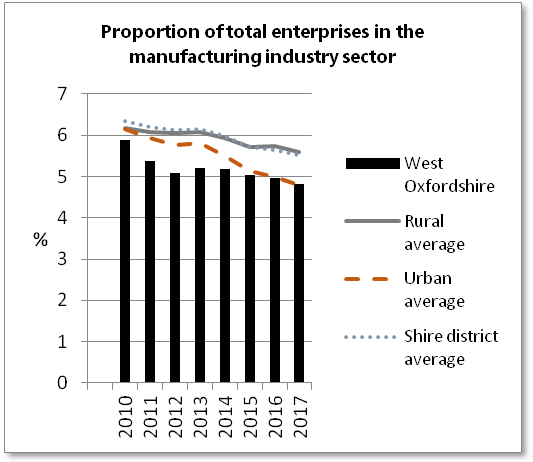 Proportion of total enterprises in the
manufacturing industry sector
7
6
5
4
3
2
1
0
%
2010
2011
2012
2013
2014
2015
2016
2017
West
Oxfordshire
Rural
average
Urban
average
Shire district
average